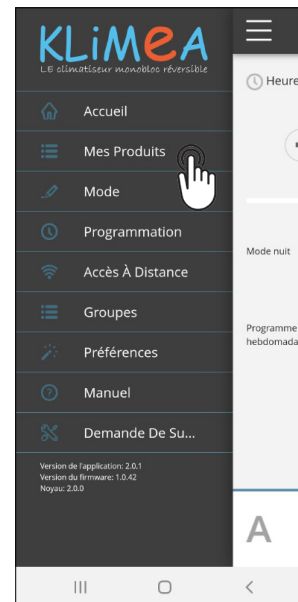 KLiMeA
LE climatiseur monobloc réversible
Accueil
Mes Produits
Mode
Programmation
Accès À Distance
Groupes
Préférences
Manuel
Demande De Su...
Version de l'application: 2.0.1
Version du firmware: 1.0.42
Noyau: 2.0.0
Heure
Mode nuit
Programme
hebdomada
A